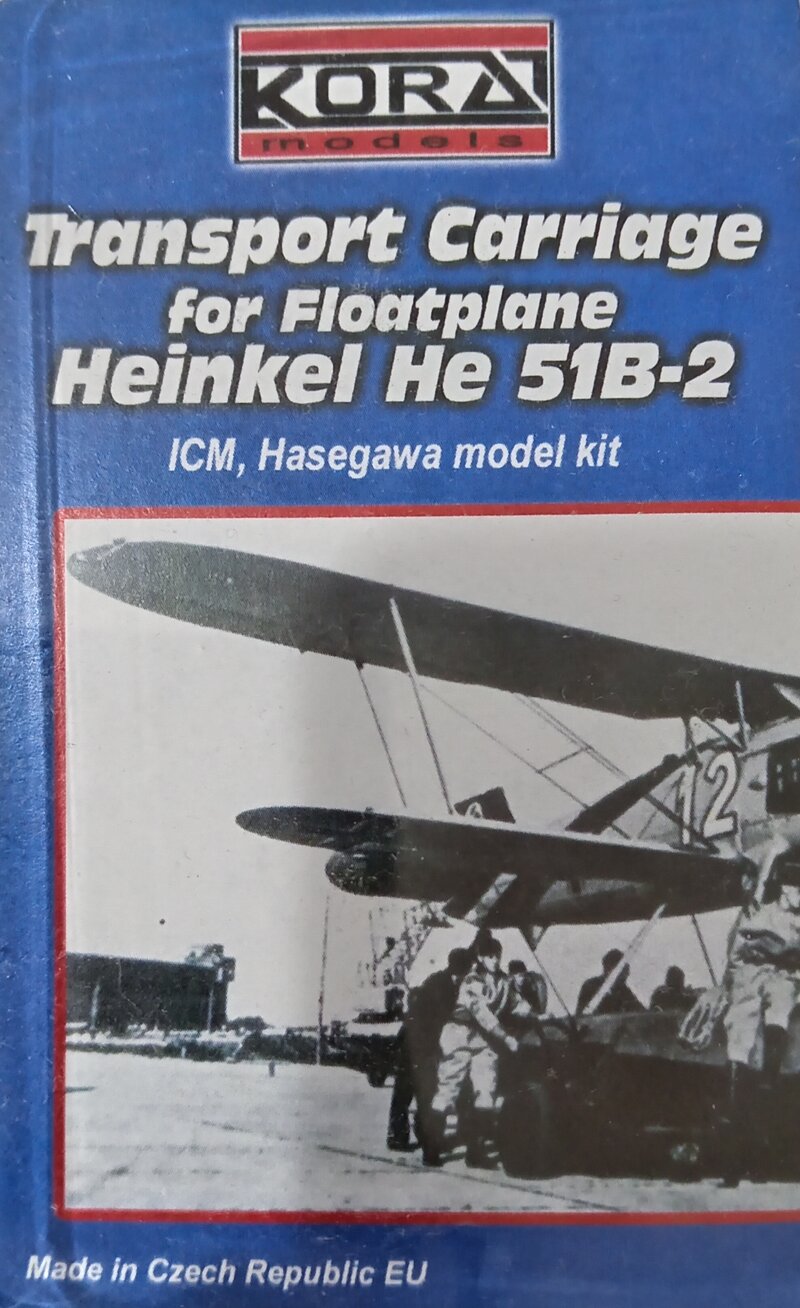 KORA
models
Transport Carriage
for Floatplane
Heinkel He 51B-2
ICM, Hasegawa model kit
12
Made in Czech Republic EU